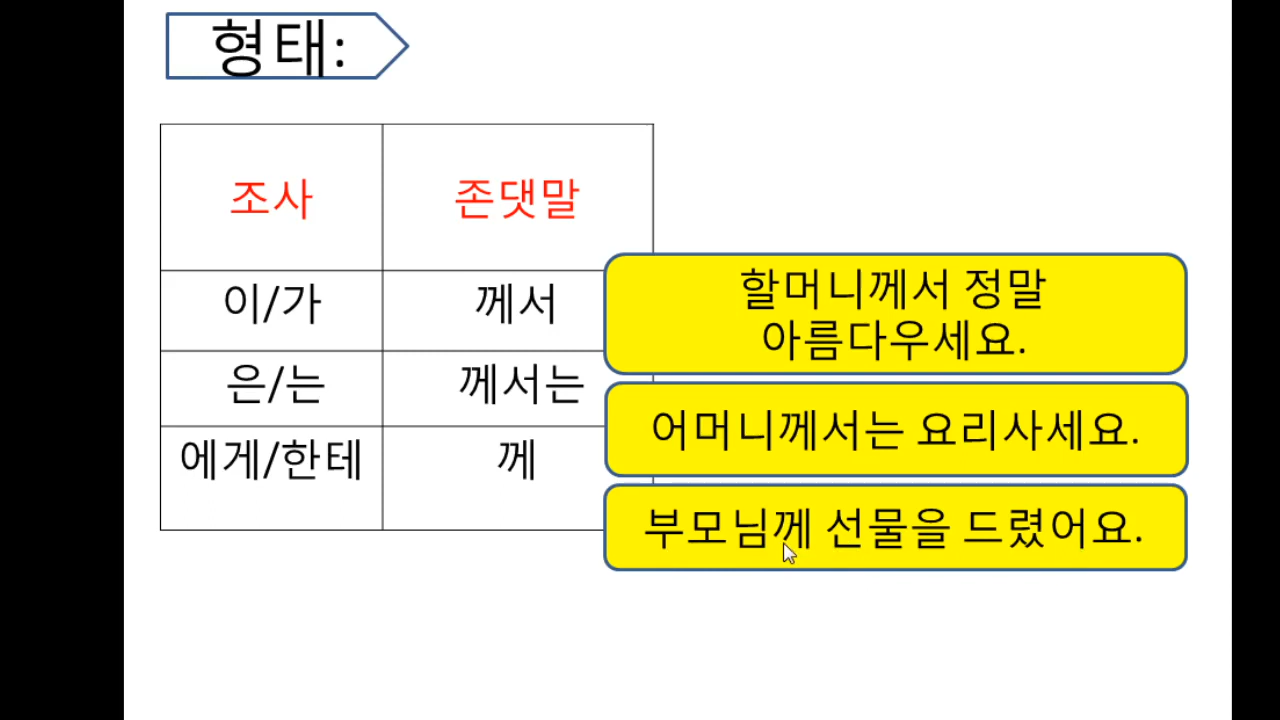 형태:
조사 존댓말
이/가 께서
은/는 께서는
에게/한테 께
할머니께서 정말
아름다우세요.
어머니께서는 요리사세요.
부모님께 선물을 드렸어요.